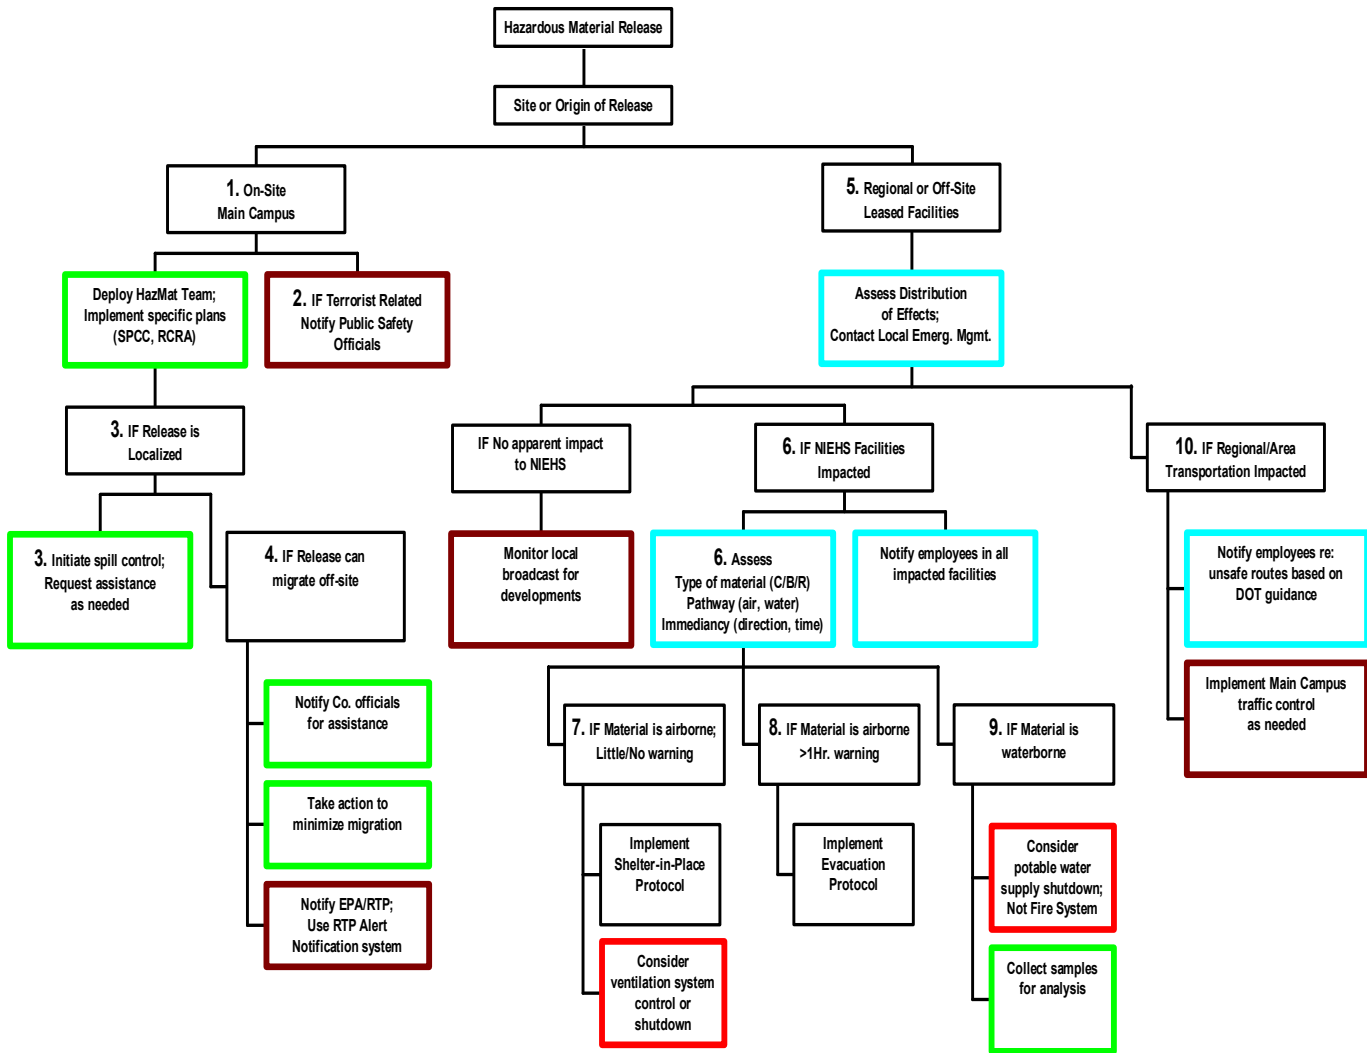 Hazardous Material Release
Site or Origin of Release
1. On-Site
Main Campus
5. Regional or Off-Site
Leased Facilities
Deploy HazMat Team;
Implement specific plans
(SPCC, RCRA)
2. IF Terrorist Related
Notify Public Safety
Officials
Assess Distribution
of Effects;
Contact Local Emerg. Mgmt.
3. IF Release is
Localized
IF No apparent impact
to NIEHS
6. IF NIEHS Facilities
Impacted
10. IF Regional/Area
Transportation Impacted
3. Initiate spill control;
Request assistance
as needed
4. IF Release can
migrate off-site
Monitor local
broadcast for
developments
6. Assess
Type of material (C/B/R)
Pathway (air, water)
Immediancy (direction, time)
Notify employees in all
impacted facilities
Notify employees re:
unsafe routes based on
DOT guidance
Notify Co. officials
for assistance
Take action to
minimize migration
Notify EPA/RTP;
Use RTP Alert
Notification system
7. IF Material is airborne;
Little/No warning
8. IF Material is airborne
>1Hr. warning
9. IF Material is
waterborne
Implement Main Campus
traffic control
as needed
Implement
Shelter-in-Place
Protocol
Implement
Evacuation
Protocol
Consider
potable water
supply shutdown;
Not Fire System
Consider
ventilation system
control or
shutdown
Collect samples
for analysis